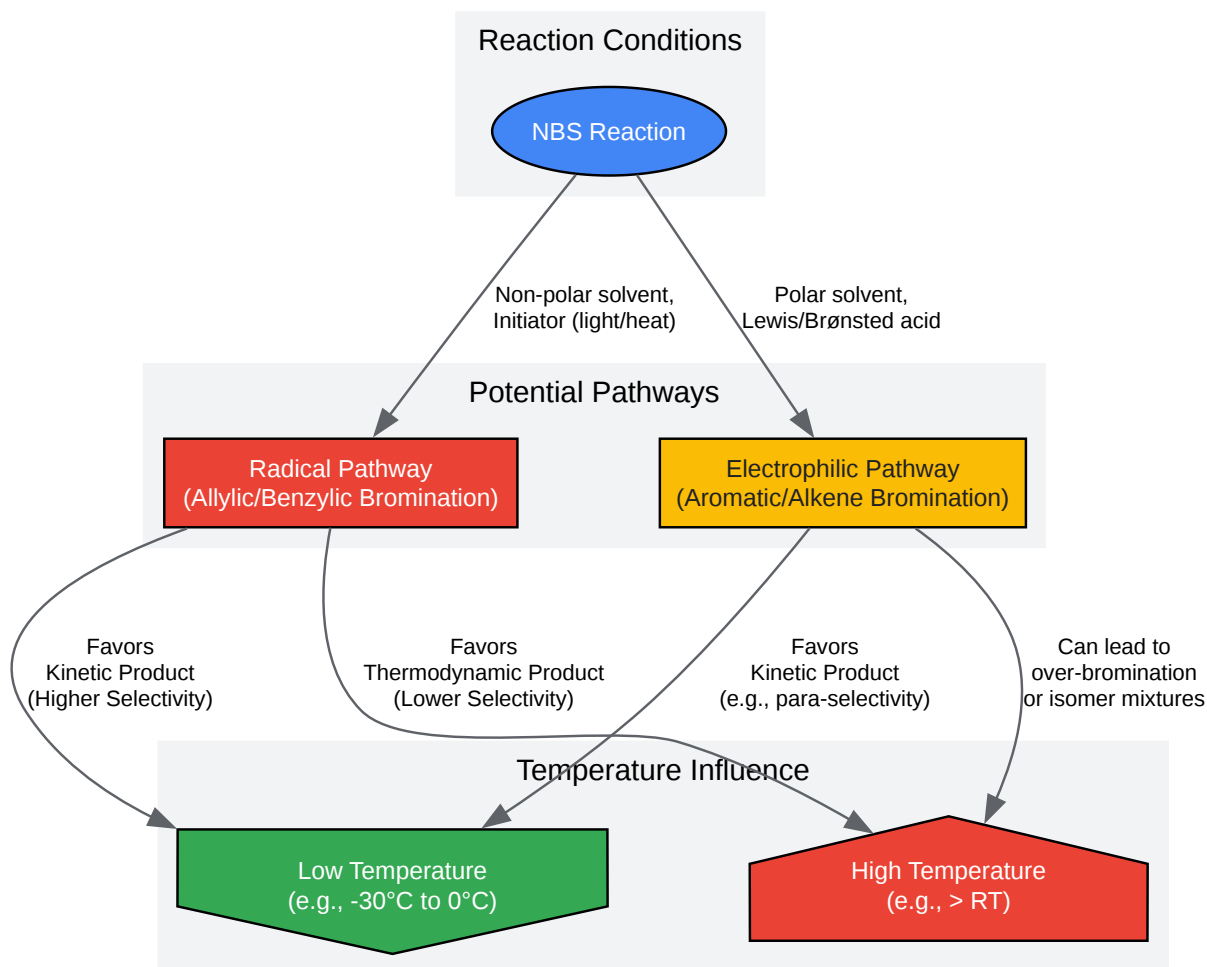 Reaction Conditions
NBS Reaction
Non-polar solvent,
Initiator (light/heat)
Polar solvent,
Lewis/Brønsted acid
Potential Pathways
Radical Pathway
(Allylic/Benzylic Bromination)
Electrophilic Pathway
(Aromatic/Alkene Bromination)
Favors
Kinetic Product
(Higher Selectivity)
Favors
Thermodynamic Product
(Lower Selectivity)
Favors
Kinetic Product
(e.g., para-selectivity)
Can lead to
over-bromination
or isomer mixtures
Temperature Influence
Low Temperature
(e.g., -30°C to 0°C)
High Temperature
(e.g., > RT)